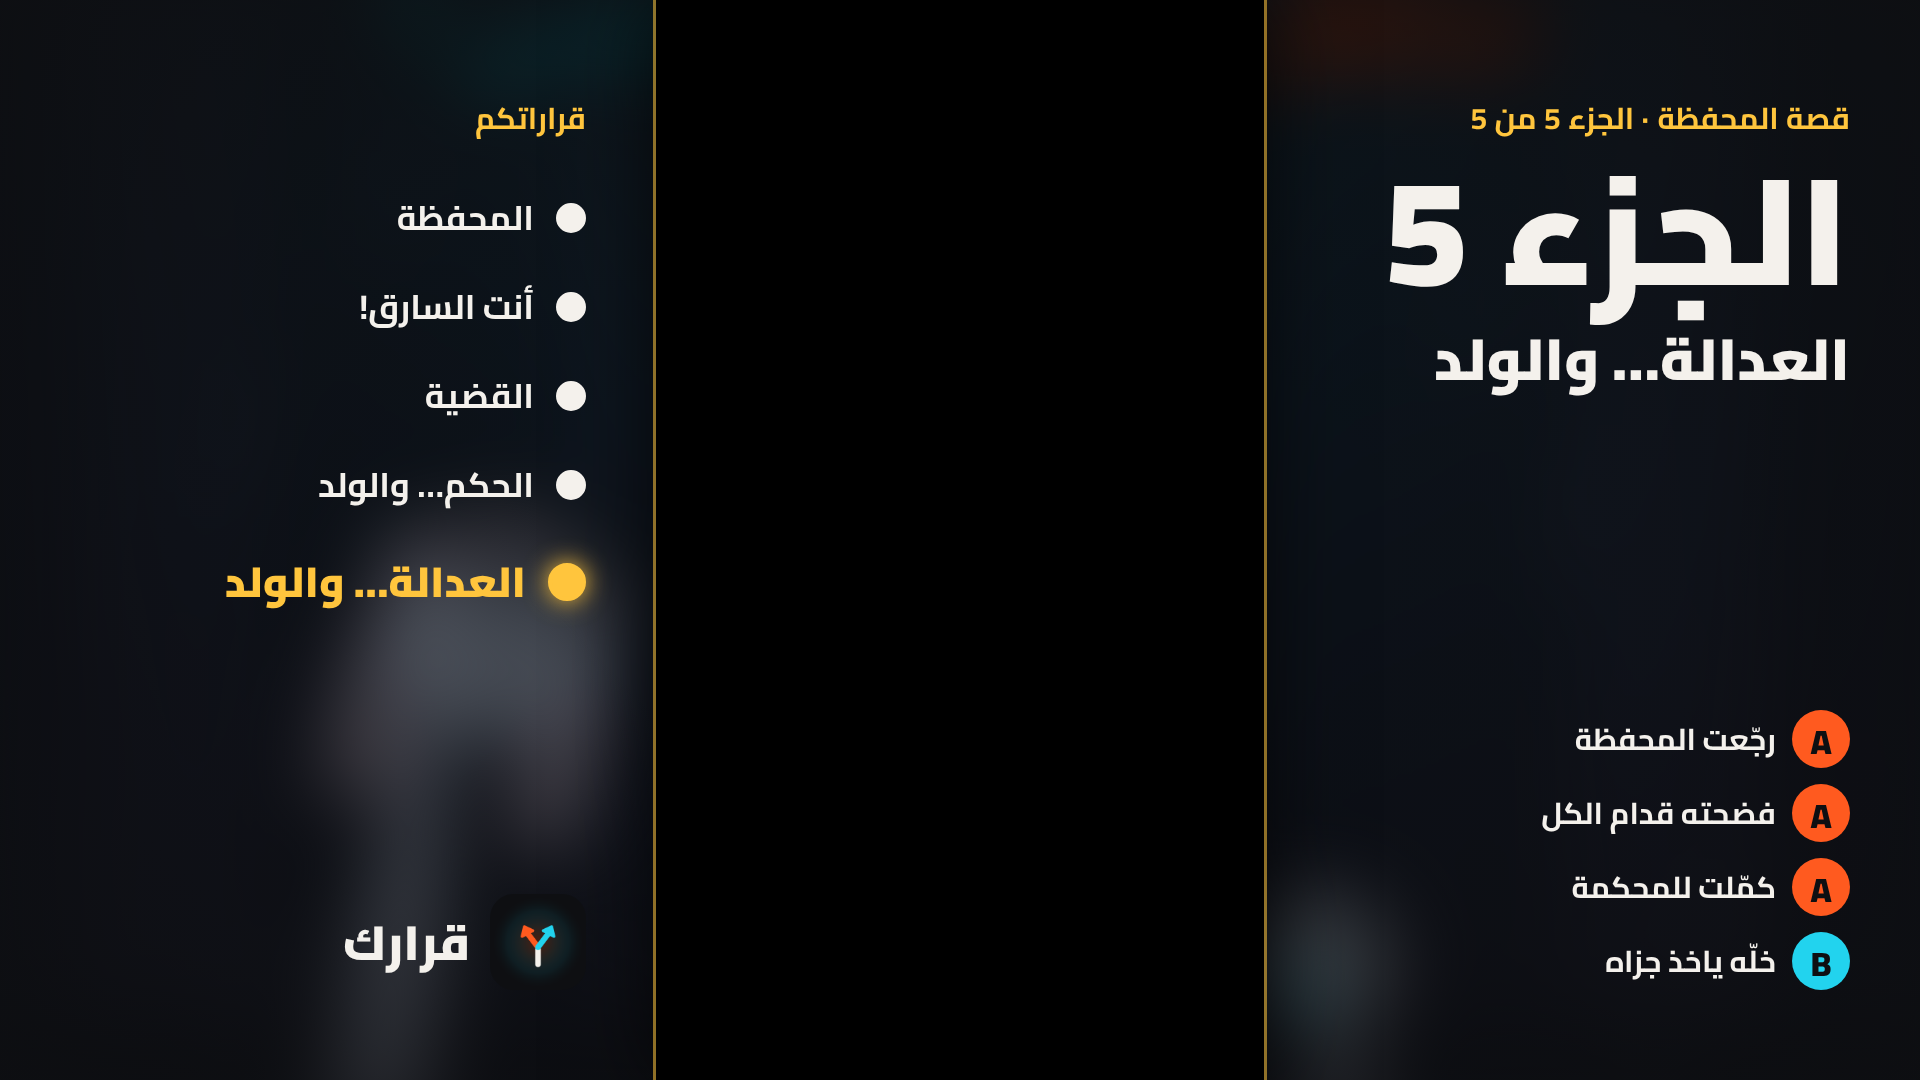 قصة المحفظة · الجزء 5 من 5
الجزء 5
العدالة... والولد
A رجّعت المحفظة
A فضحته قدام الكل
A كمّلت للمحكمة
B خلّه ياخذ جزاه
قراراتكم
المحفظة
أنت السارق!
القضية
الحكم... والولد
العدالة... والولد
قرارك